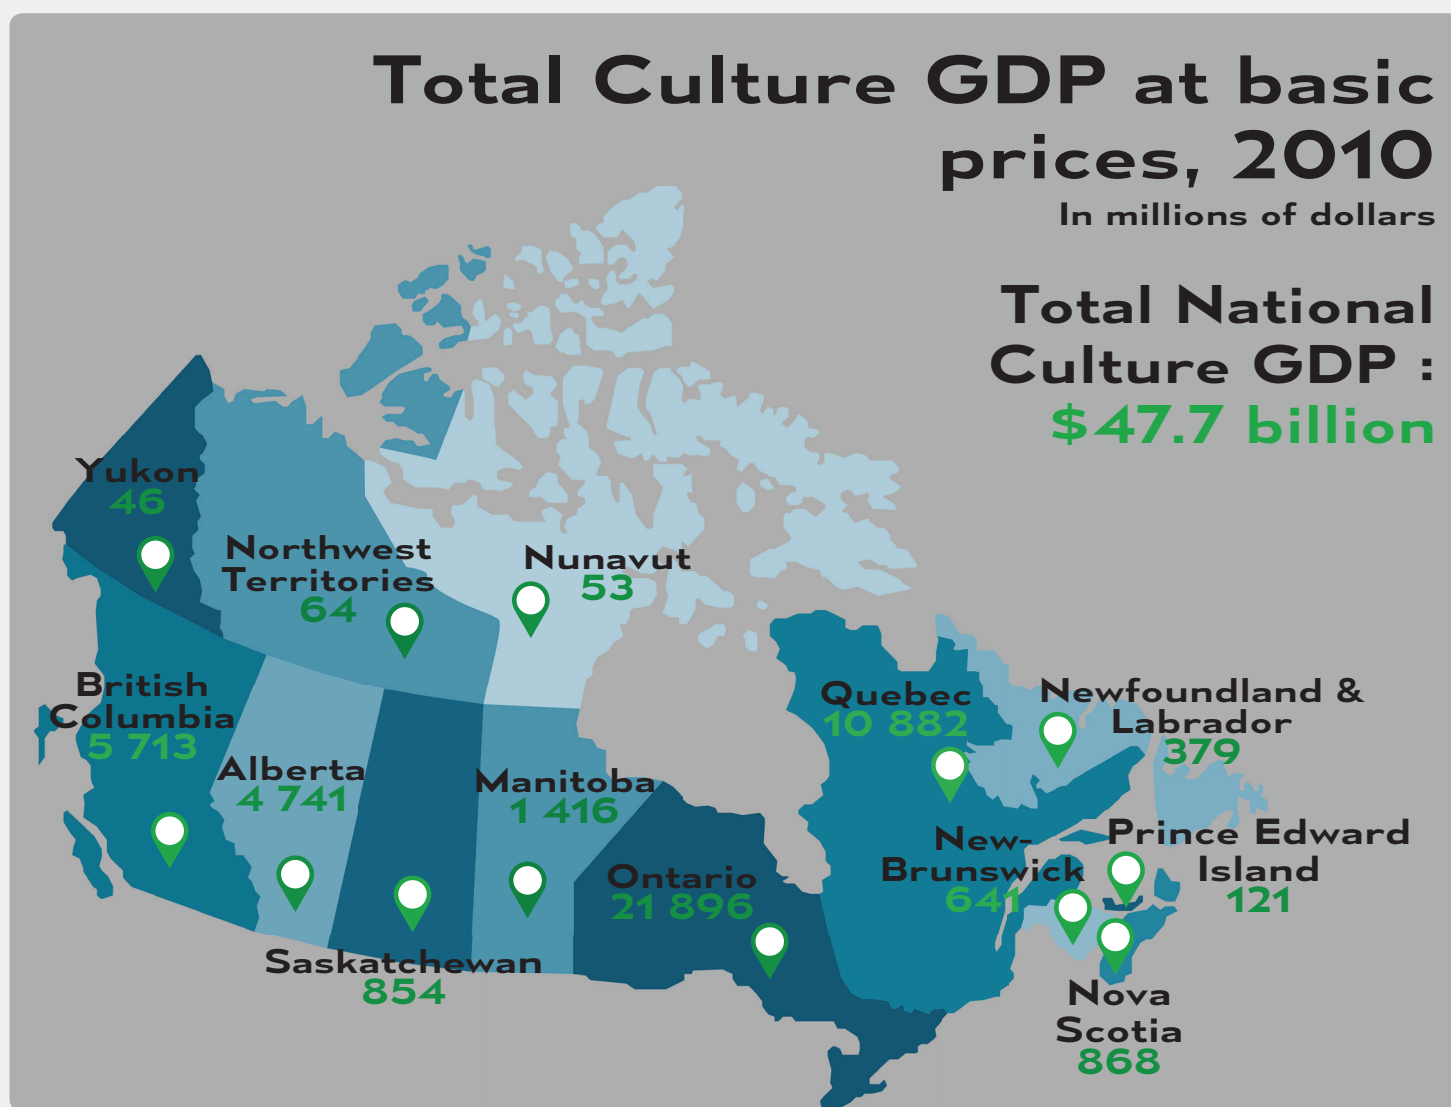 Total Culture GDP at basic
prices, 2010
In millions of dollars
Total National
Culture GDP :
$47.7 billion
Yukon
46
Northwest
Territories
64
Nunavut
53
British
Columbia
5 713
Alberta
4 741
Saskatchewan
854
Manitoba
1 416
Ontario
21 896
Quebec
10 882
Newfoundland &
Labrador
379
New-
Brunswick
641
Prince Edward
Island
121
Nova
Scotia
868